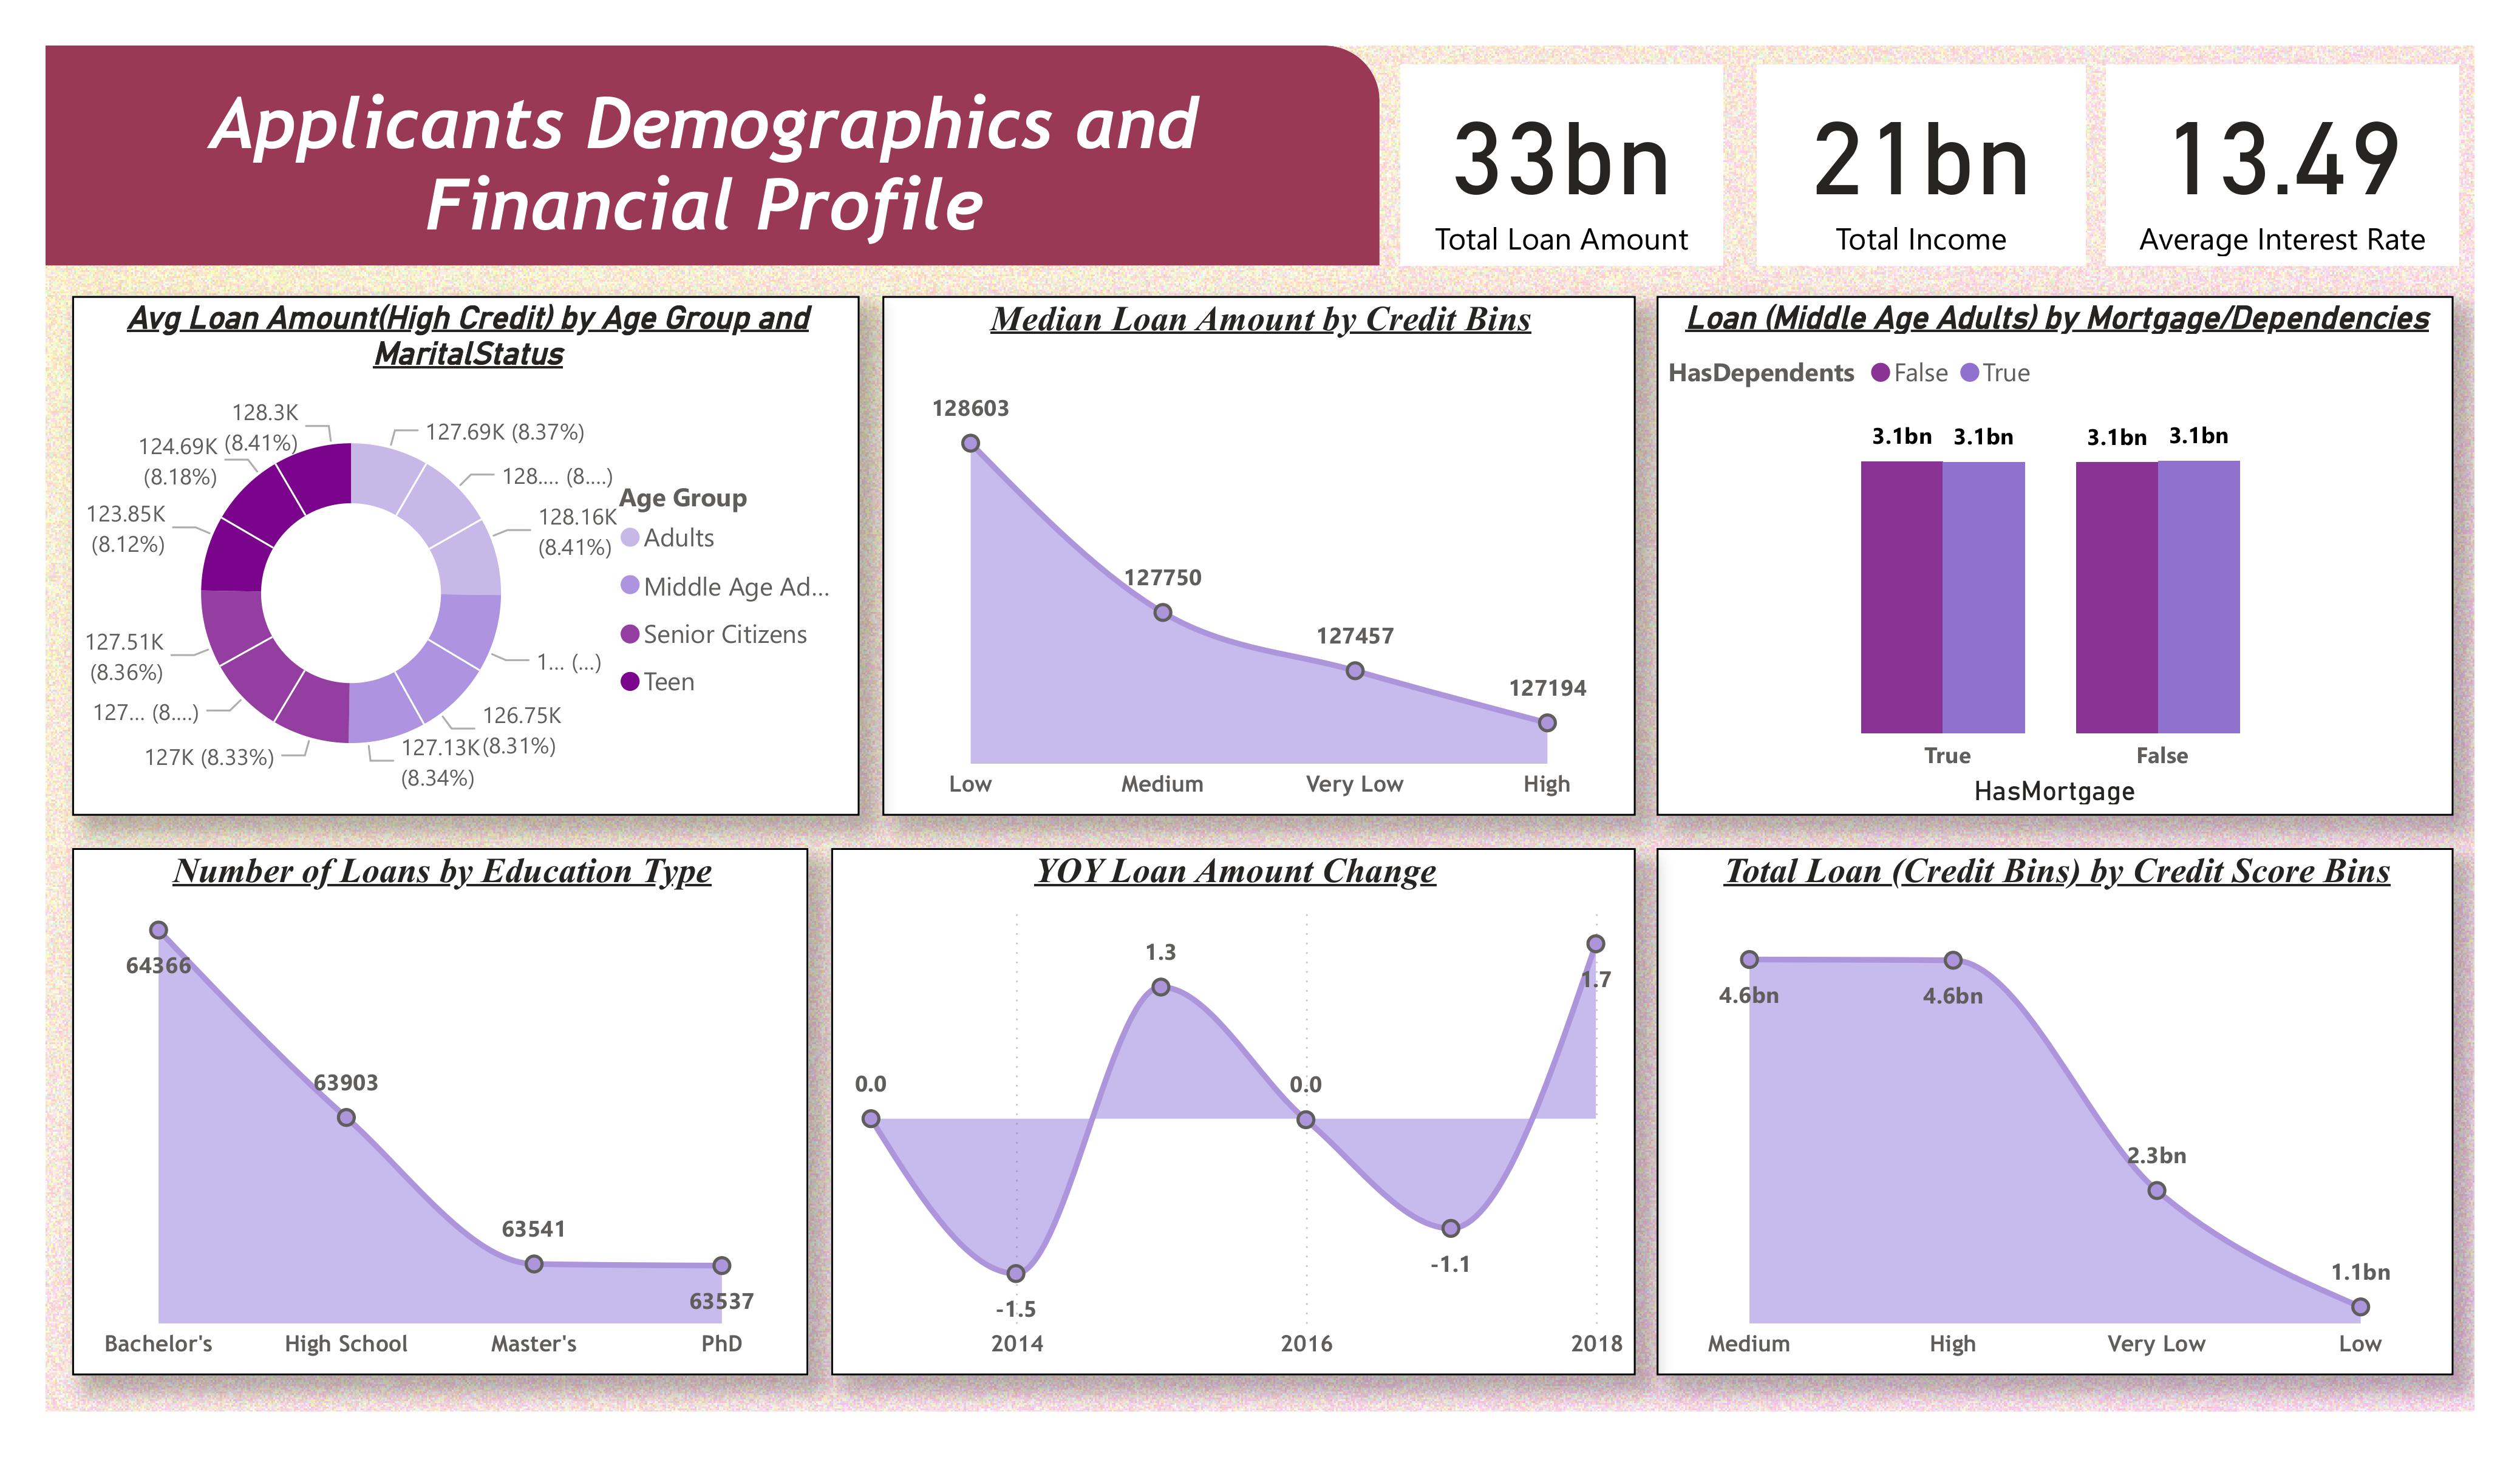 Applicants Demographics and
Financial Profile
33bn
Total Loan Amount
21bn
Total Income
13.49
Average Interest Rate
Avg Loan Amount(High Credit) by Age Group and
MaritalStatus
128.3K
(8.41%)
127.69K (8.37%)
124.69K
(8.18%)
128.... (8....)
128.16K
(8.41%)
123.85K
(8.12%)
1... (...)
127.51K
(8.36%)
126.75K
(8.31%)
127... (8....)
127.13K
(8.34%)
127K (8.33%)
Age Group
Adults
Middle Age Ad...
Senior Citizens
Teen
Median Loan Amount by Credit Bins
128603
127750
127457
127194
Low
Medium
Very Low
High
Loan (Middle Age Adults) by Mortgage/Dependencies
HasDependents False True
3.1bn
3.1bn
3.1bn
3.1bn
True
False
HasMortgage
Number of Loans by Education Type
64366
63903
63541
63537
Bachelor's
High School
Master's
PhD
YOY Loan Amount Change
0.0
-1.5
1.3
0.0
-1.1
1.7
2014
2016
2018
Total Loan (Credit Bins) by Credit Score Bins
4.6bn
4.6bn
2.3bn
1.1bn
Medium
High
Very Low
Low